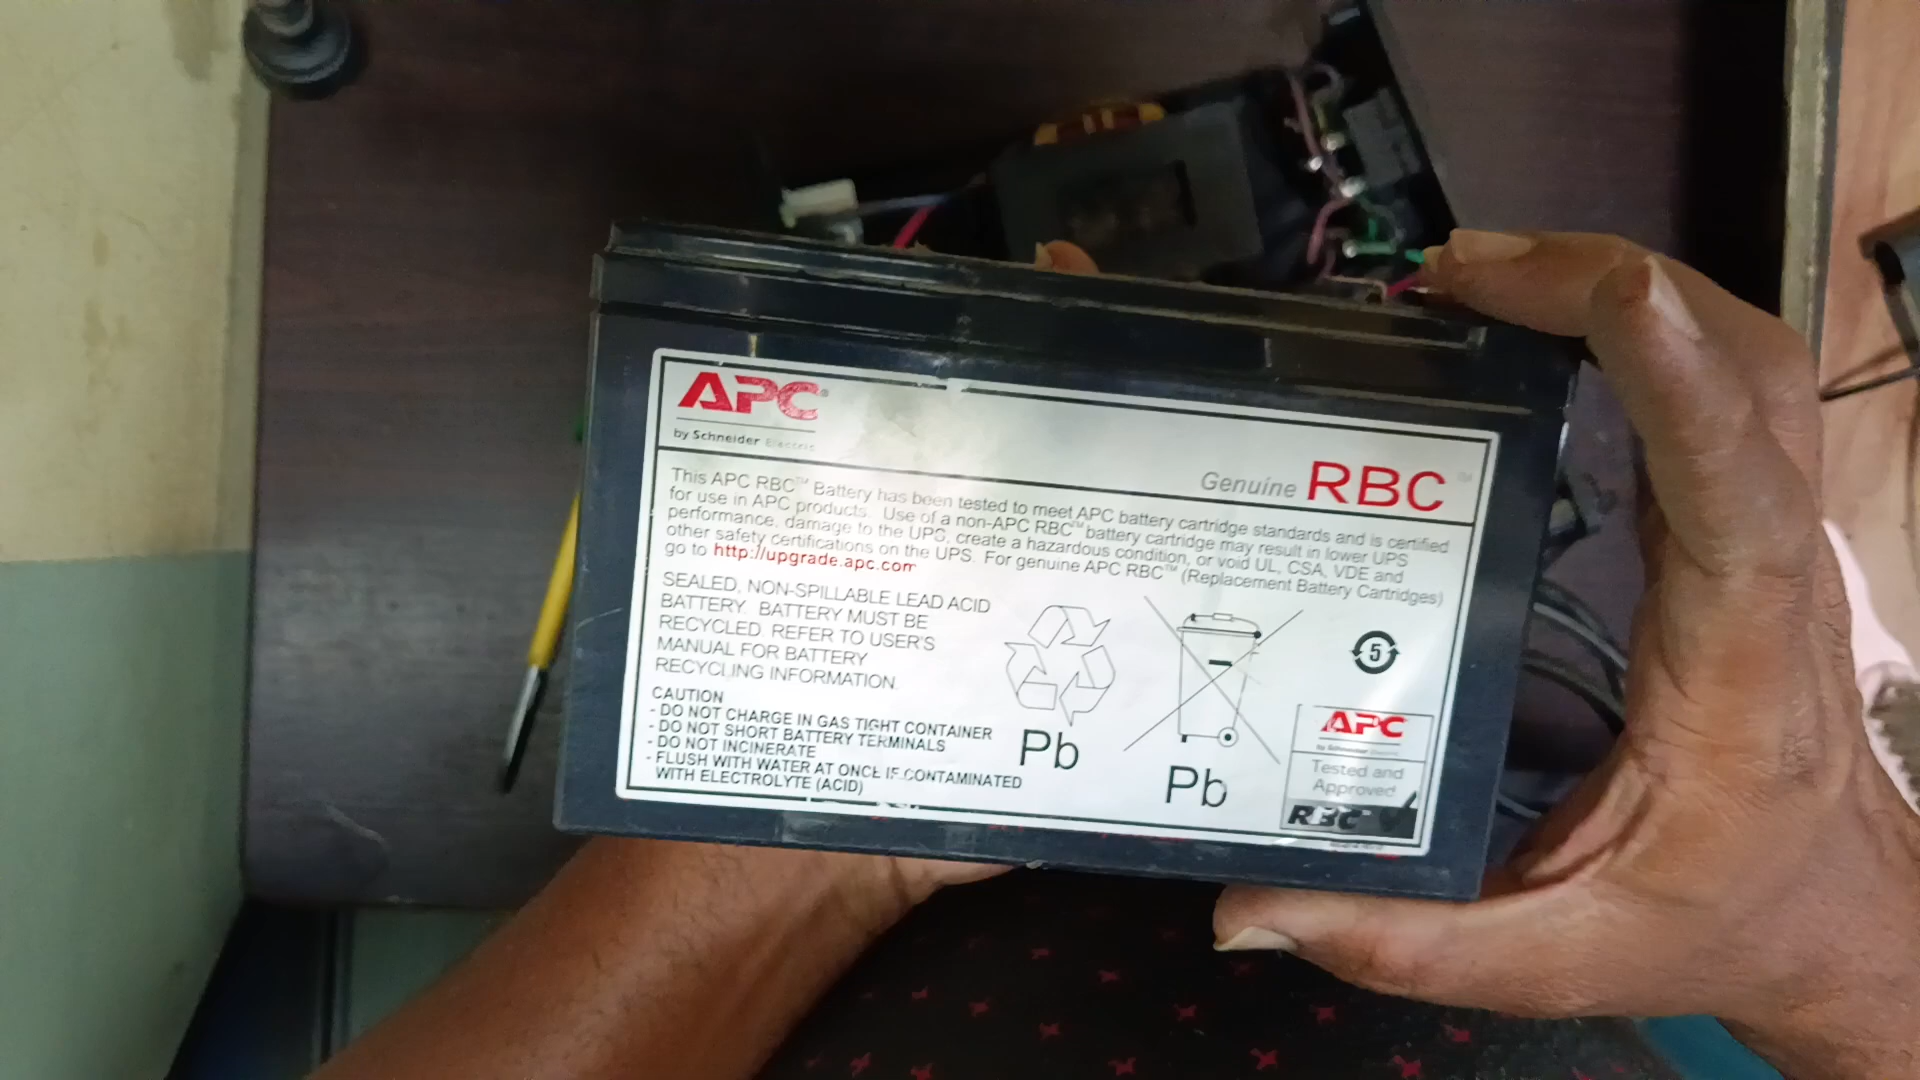 APC®
by Schneider Electric
Genuine RBC™
This APC RBC™ Battery has been tested to meet APC battery cartridge standards and is certified
for use in APC products. Use of a non-APC RBC™ battery cartridge may result in lower UPS
performance, damage to the UPS, create a hazardous condition, or void UL, CSA, VDE and
other safety certifications on the UPS. For genuine APC RBC™ (Replacement Battery Cartridges)
go to http://upgrade.apc.com
SEALED, NON-SPILLABLE LEAD ACID
BATTERY. BATTERY MUST BE
RECYCLED. REFER TO USER'S
MANUAL FOR BATTERY
RECYCLING INFORMATION.
CAUTION
- DO NOT CHARGE IN GAS TIGHT CONTAINER
- DO NOT SHORT BATTERY TERMINALS
- DO NOT INCINERATE
- FLUSH WITH WATER AT ONCE IF CONTAMINATED
WITH ELECTROLYTE (ACID)
Pb
Pb
5
APC
by Schneider Electric
Tested and
Approved
RBC™